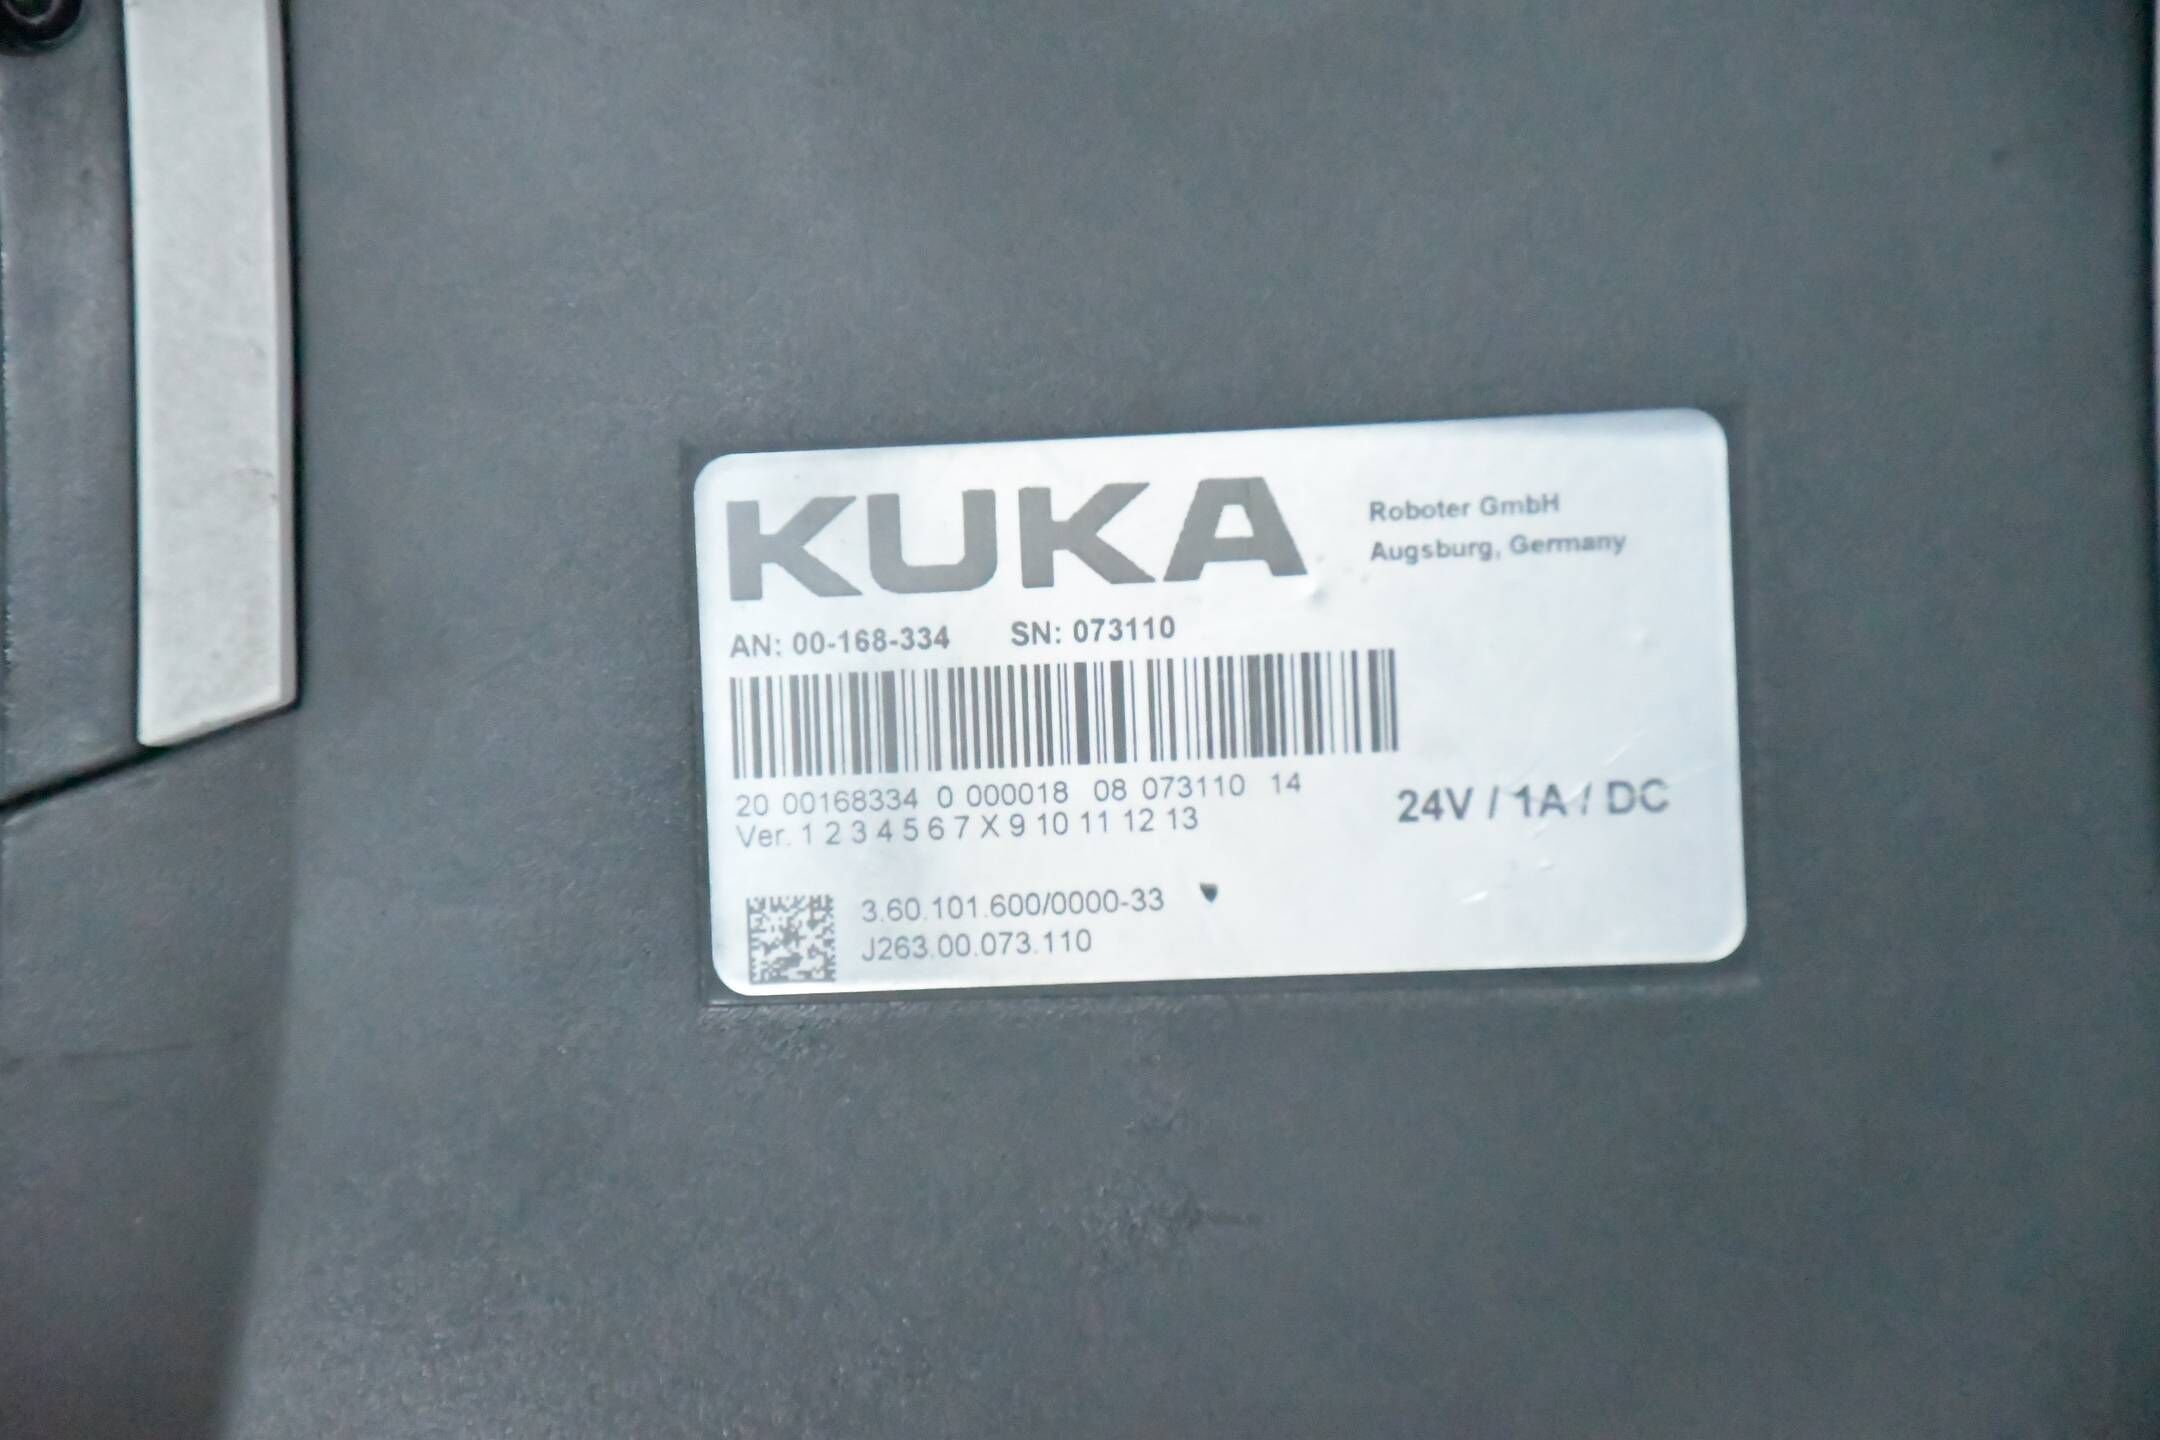 KUKA
Roboter GmbH
Augsburg, Germany
AN: 00-168-334 SN: 073110
20 00168334 0 000018 08 073110 14
Ver. 1 2 3 4 5 6 7 X 9 10 11 12 13
24V / 1A / DC
3.60.101.600/0000-33
J263.00.073.110